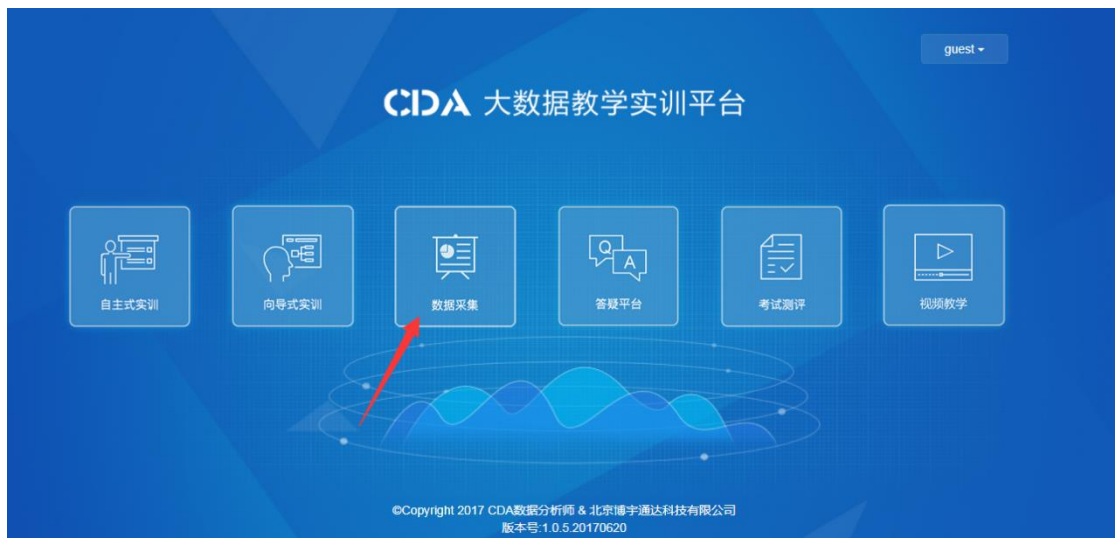 guest
CDA 大数据教学实训平台
Q
A
自主式实训
向导式实训
数据采集
答疑平台
考试测评
视频教学
©Copyright 2017 CDA数据分析师 & 北京博宇通达科技有限公司
版本号:1.0.5.20170620